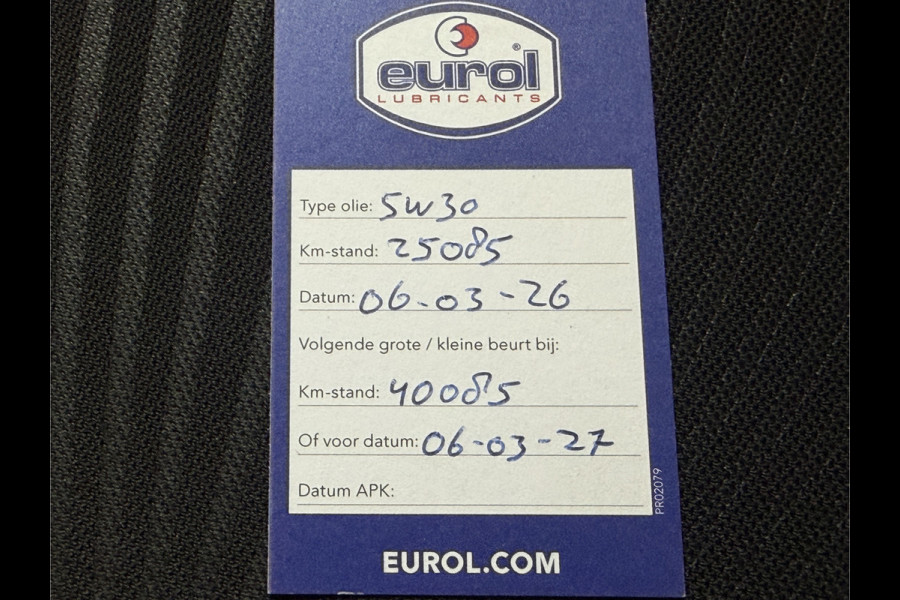 eurol®
LUBRICANTS
Type olie: 5W30
Km-stand: 25085
Datum: 06-03-26
Volgende grote / kleine beurt bij:
Km-stand: 40085
Of voor datum: 06-03-27
Datum APK:
PR02079
EUROL.COM